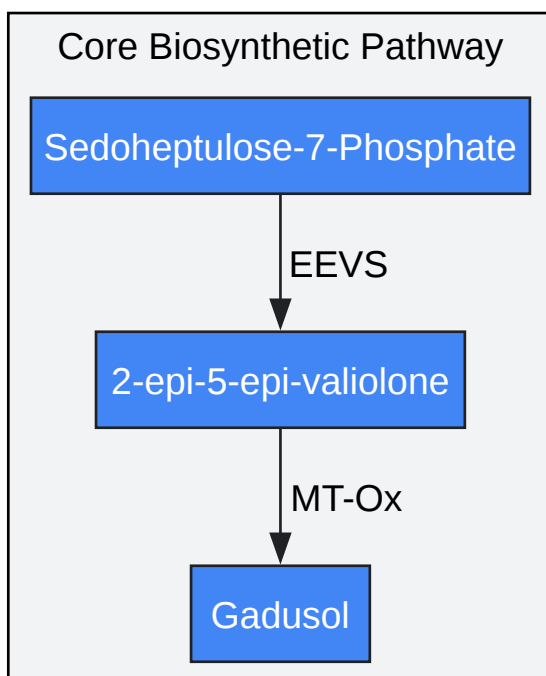 Core Biosynthetic Pathway
Sedoheptulose-7-Phosphate
EEVS
2-epi-5-epi-valiolone
MT-Ox
Gadusol